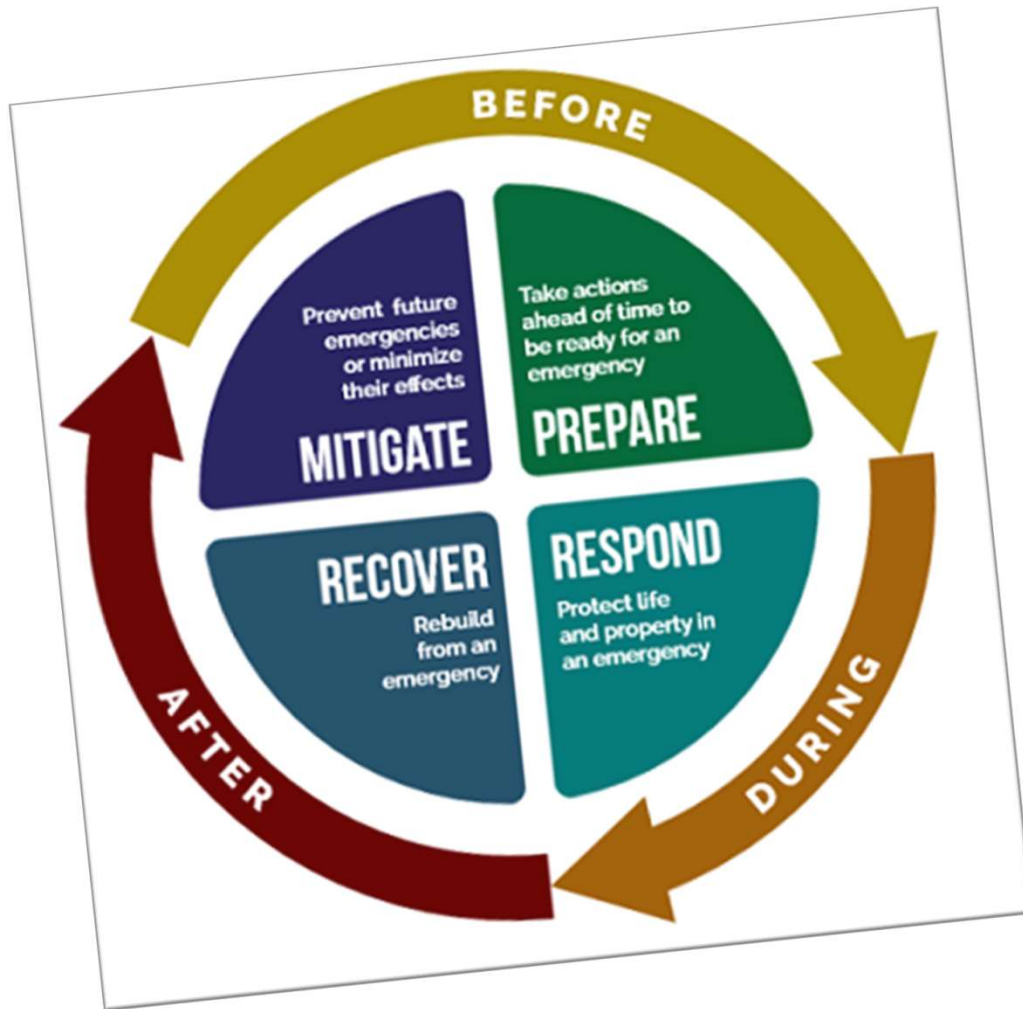 BEFORE
Prevent future
emergencies
or minimize
their effects
MITIGATE
Take actions
ahead of time to
be ready for an
emergency
PREPARE
RECOVER
Rebuild
from an
emergency
RESPOND
Protect life
and property in
an emergency
AFTER
DURING